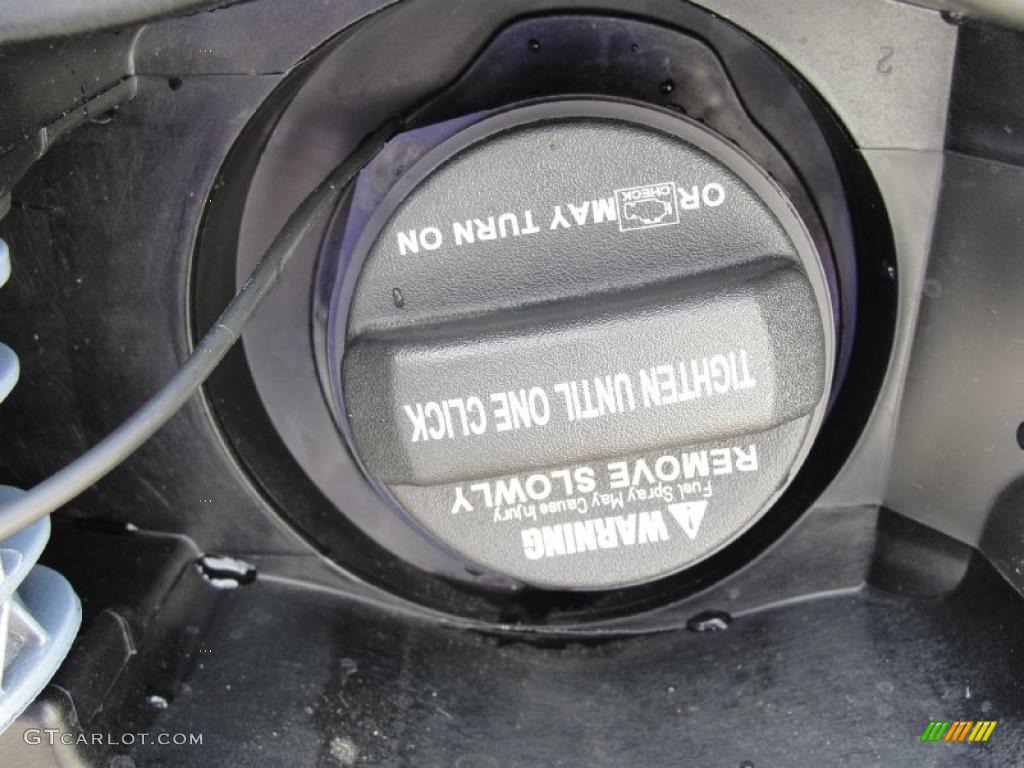 WARNING
Fuel Spray May Cause Injury
REMOVE SLOWLY
TIGHTEN UNTIL ONE CLICK
OR CHECK MAY TURN ON
2
GTCARLOT.COM